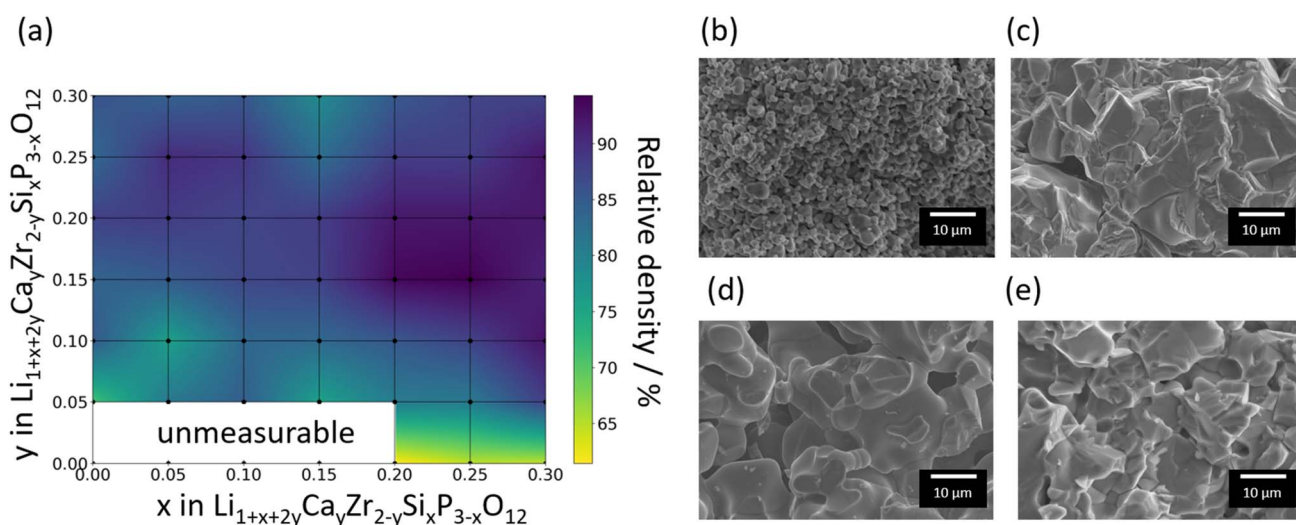 (a)
y in Li1+x+2yCayZr2-ySixP3-xO12
0.30
0.25
0.20
0.15
0.10
0.05
0.00
unmeasurable
0.00 0.05 0.10 0.15 0.20 0.25 0.30
x in Li1+x+2yCayZr2-ySixP3-xO12
90
85
80
75
70
65
Relative density / %
(b)
10 µm
(c)
10 µm
(d)
10 µm
(e)
10 µm